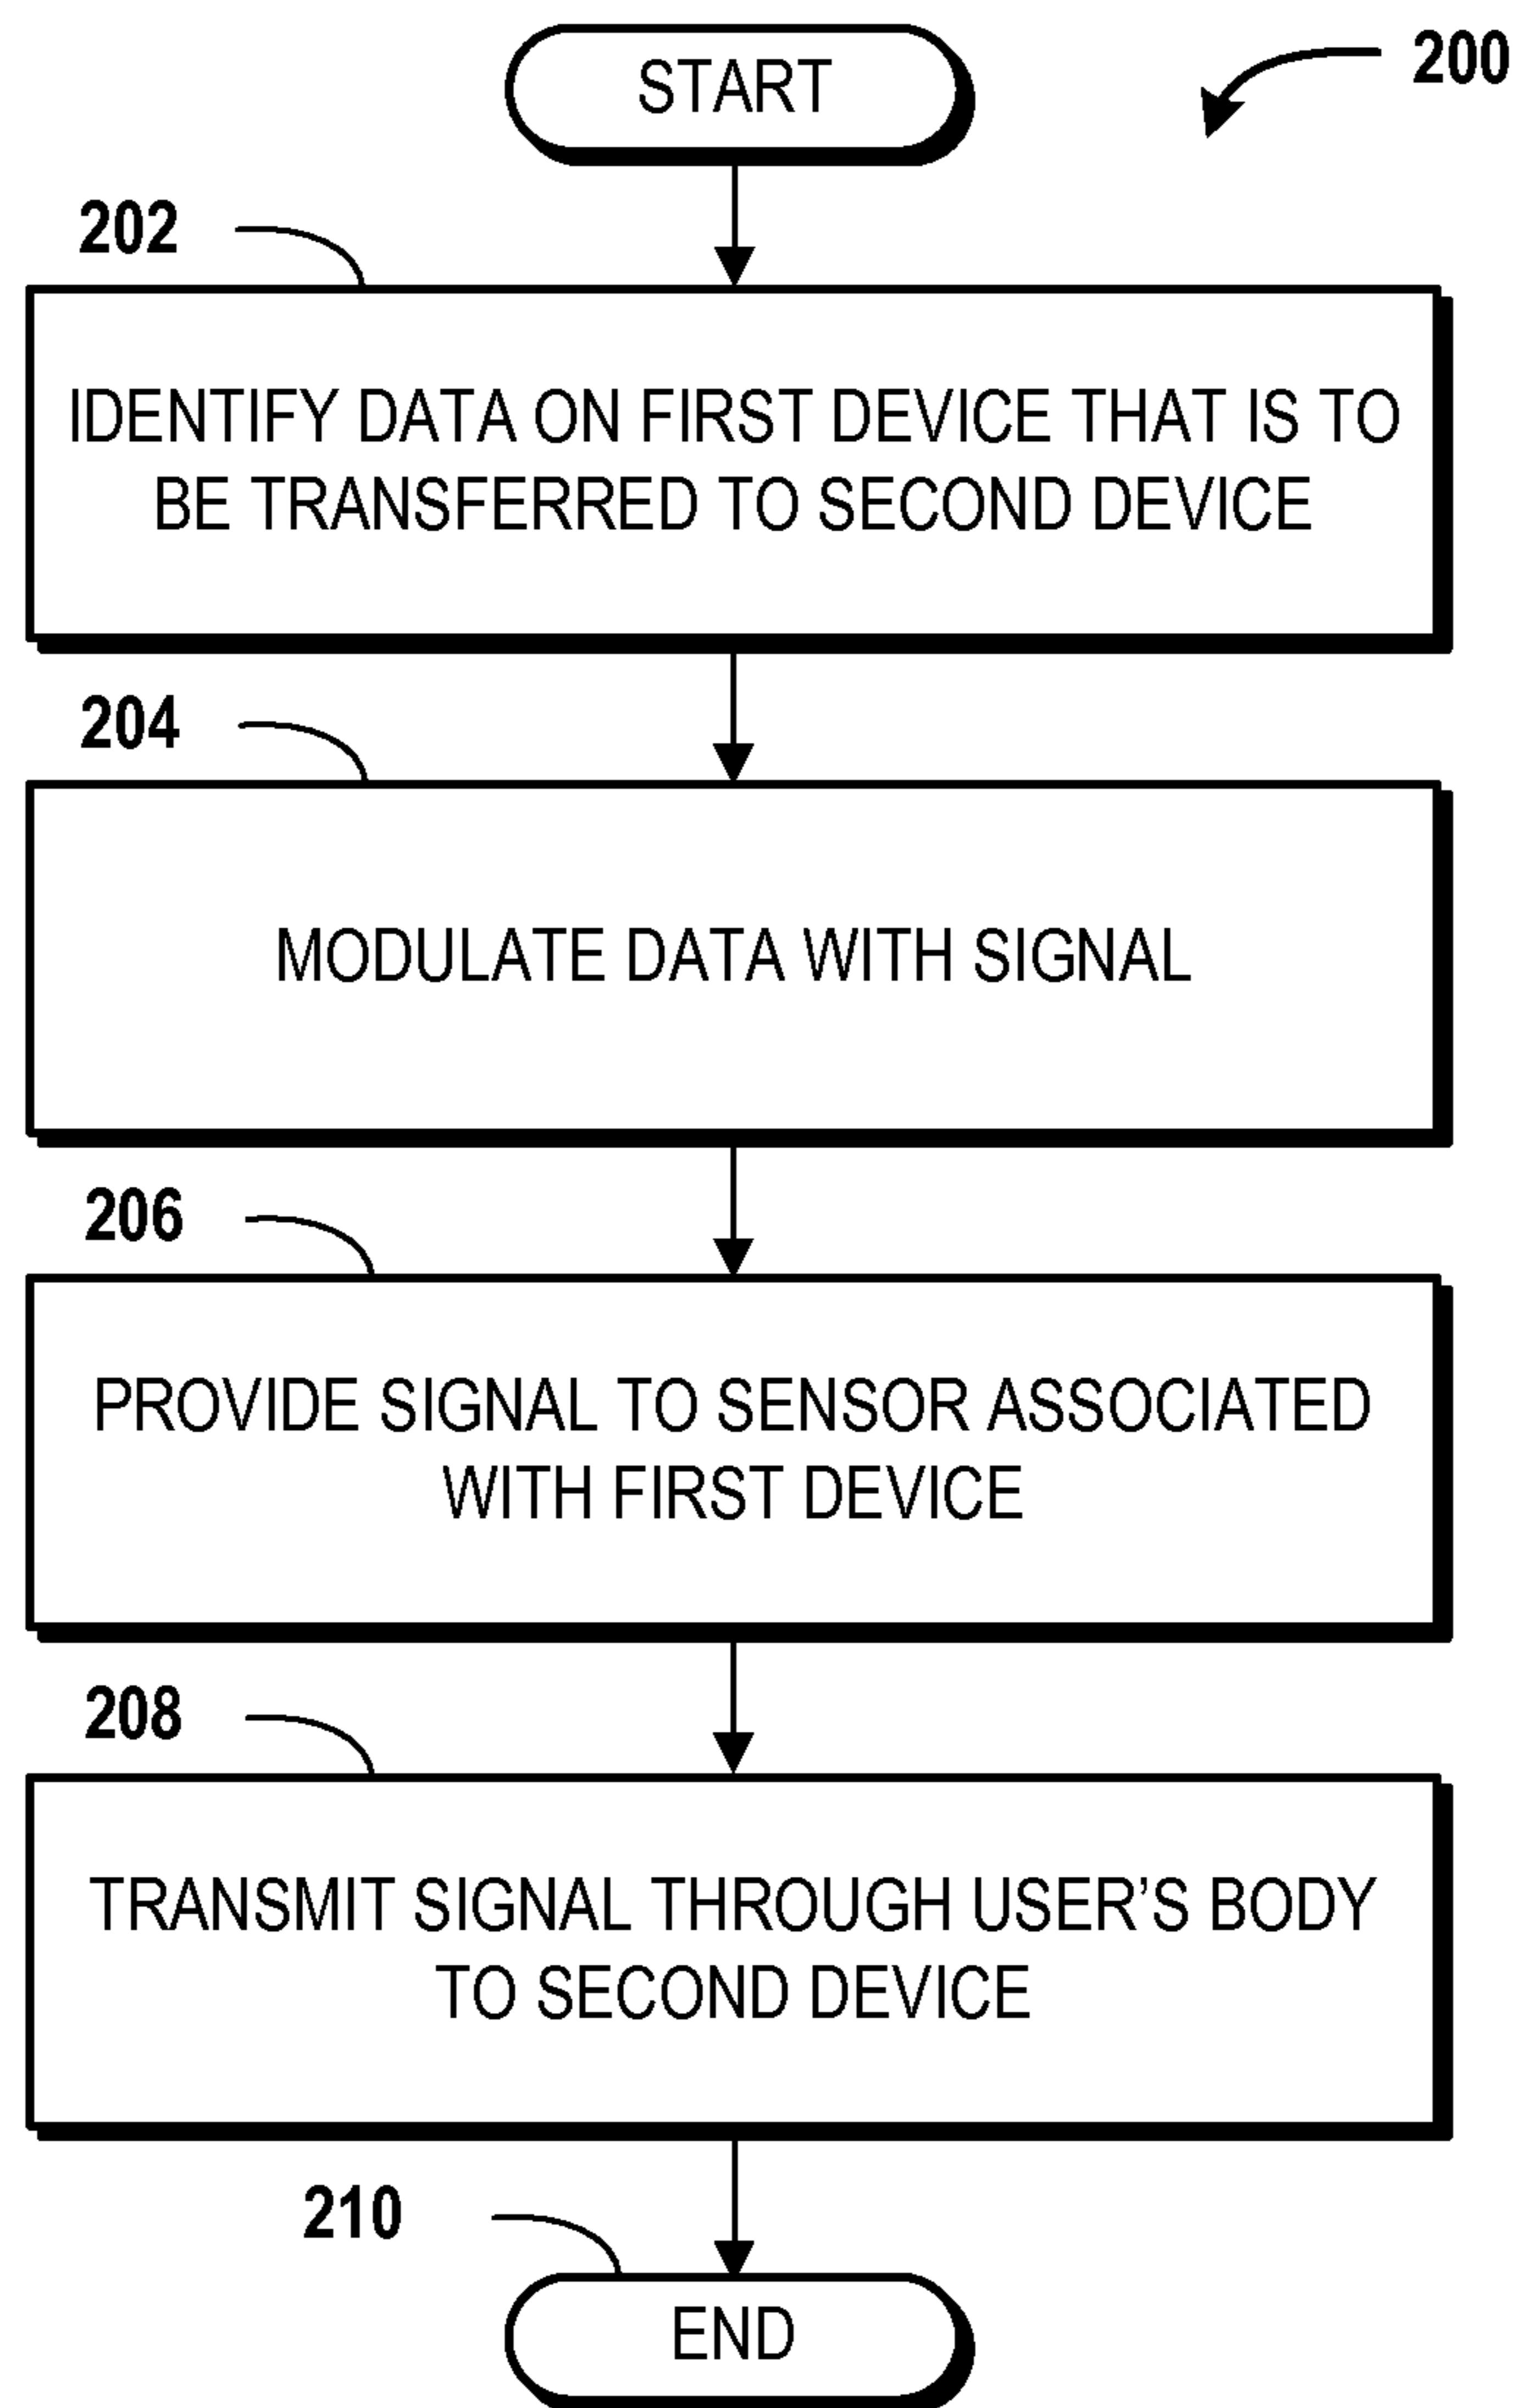 START
200
202
IDENTIFY DATA ON FIRST DEVICE THAT IS TO
BE TRANSFERRED TO SECOND DEVICE
204
MODULATE DATA WITH SIGNAL
206
PROVIDE SIGNAL TO SENSOR ASSOCIATED
WITH FIRST DEVICE
208
TRANSMIT SIGNAL THROUGH USER’S BODY
TO SECOND DEVICE
210
END